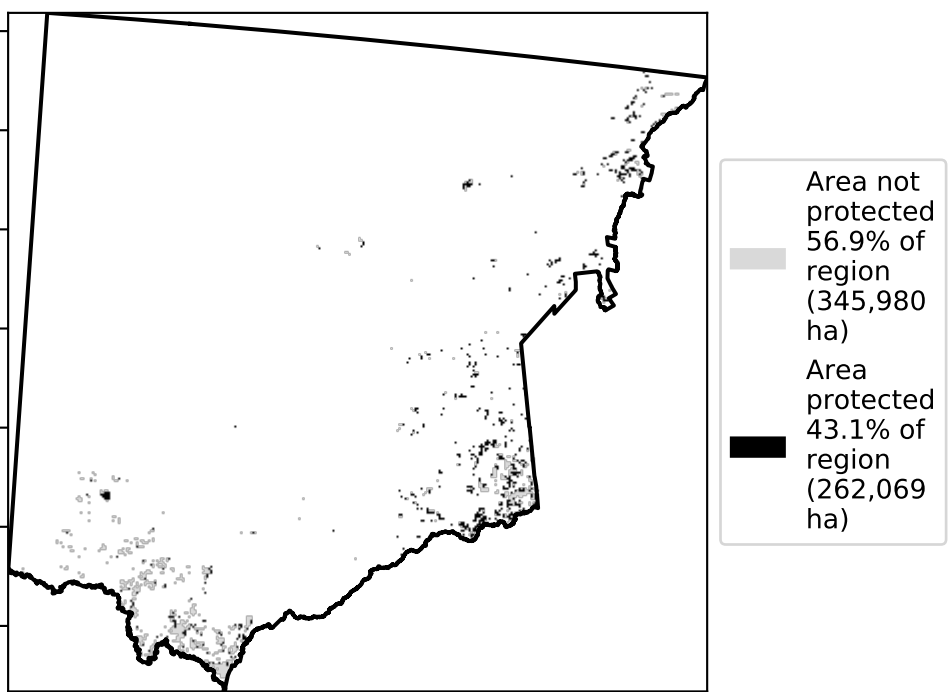 Area not
protected
56.9% of
region
(345,980
ha)
Area
protected
43.1% of
region
(262,069
ha)